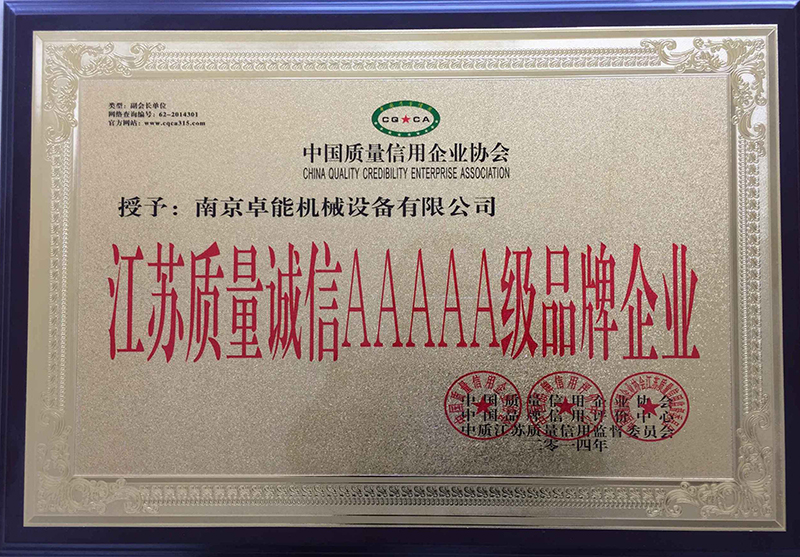 类型：副会长单位
网络查询编号：62-2014301
官方网站：www.cqca315.com
CQ★CA
中国质量信用企业协会
CHINA QUALITY CREDIBILITY ENTERPRISE ASSOCIATION
授予：南京卓能机械设备有限公司
江苏质量诚信AAAAA级品牌企业
中国质量信用企业协会
中国品牌信用评价中心
中质江苏质量信用监督委员会
二零一四年